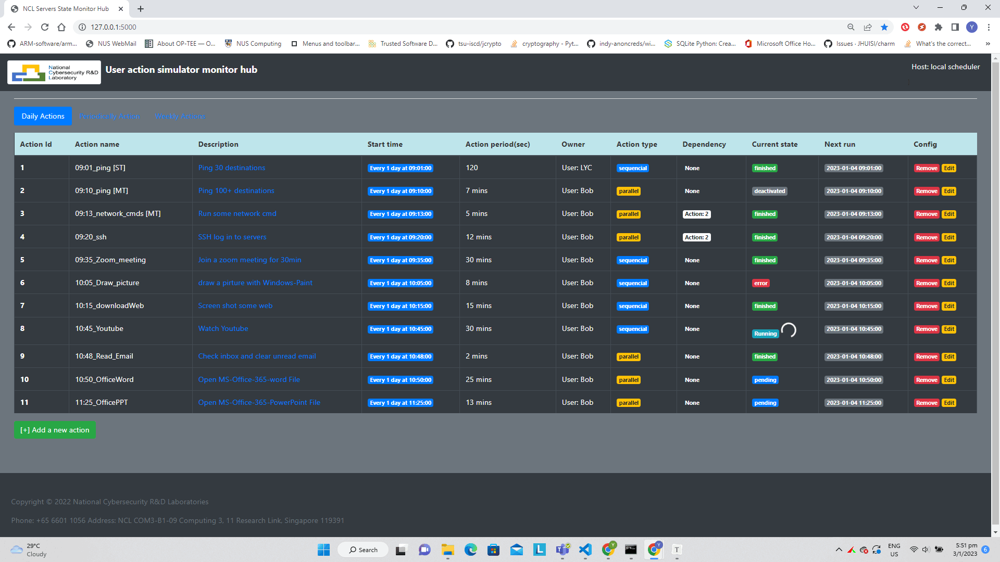 NCL Servers State Monitor Hub
127.0.0.1:5000
Y
ARM-software/arm... NUS WebMail About OP-TEE — O... NUS Computing Menus and toolbar... Trusted Software D... tsu-iscd/jcrypto cryptography - Pyt... indy-anoncreds/wi... SQLite Python: Crea... Microsoft Office Ho... Issues · JHUISI/charm What's the correct... »
National
Cybersecurity R&D
Laboratory
User action simulator monitor hub
Host: local scheduler
Daily Actions Periodically Action Weekly Actions
Action Id Action name Description Start time Action period(sec) Owner Action type Dependency Current state Next run Config
1 09:01_ping [ST] Ping 30 destinations Every 1 day at 09:01:00 120 User: LYC sequencial None finished 2023-01-04 09:01:00 Remove Edit
2 09:10_ping [MT] Ping 100+ destinations Every 1 day at 09:10:00 7 mins User: Bob parallel None deactivated 2023-01-04 09:10:00 Remove Edit
3 09:13_network_cmds [MT] Run some network cmd Every 1 day at 09:13:00 5 mins User: Bob parallel Action: 2 finished 2023-01-04 09:13:00 Remove Edit
4 09:20_ssh SSH log in to servers Every 1 day at 09:20:00 12 mins User: Bob parallel Action: 2 finished 2023-01-04 09:20:00 Remove Edit
5 09:35_Zoom_meeting Join a zoom meeting for 30min Every 1 day at 09:35:00 30 mins User: Bob sequencial None finished 2023-01-04 09:35:00 Remove Edit
6 10:05_Draw_picture draw a pirture with Windows-Paint Every 1 day at 10:05:00 8 mins User: Bob sequencial None error 2023-01-04 10:05:00 Remove Edit
7 10:15_downloadWeb Screen shot some web Every 1 day at 10:15:00 15 mins User: Bob sequencial None finished 2023-01-04 10:15:00 Remove Edit
8 10:45_Youtube Watch Youtube Every 1 day at 10:45:00 30 mins User: Bob sequencial None Running 2023-01-04 10:45:00 Remove Edit
9 10:48_Read_Email Check inbox and clear unread email Every 1 day at 10:48:00 2 mins User: Bob parallel None finished 2023-01-04 10:48:00 Remove Edit
10 10:50_OfficeWord Open MS-Office-365-word File Every 1 day at 10:50:00 25 mins User: Bob parallel None pending 2023-01-04 10:50:00 Remove Edit
11 11:25_OfficePPT Open MS-Office-365-PowerPoint File Every 1 day at 11:25:00 13 mins User: Bob parallel None pending 2023-01-04 11:25:00 Remove Edit
[+] Add a new action
Copyright © 2022 National Cybersecurity R&D Laboratories
Phone: +65 6601 1056 Address: NCL COM3-B1-09 Computing 3, 11 Research Link, Singapore 119391
29°C
Cloudy
Search
ENG
US
5:51 pm
3/1/2023
6